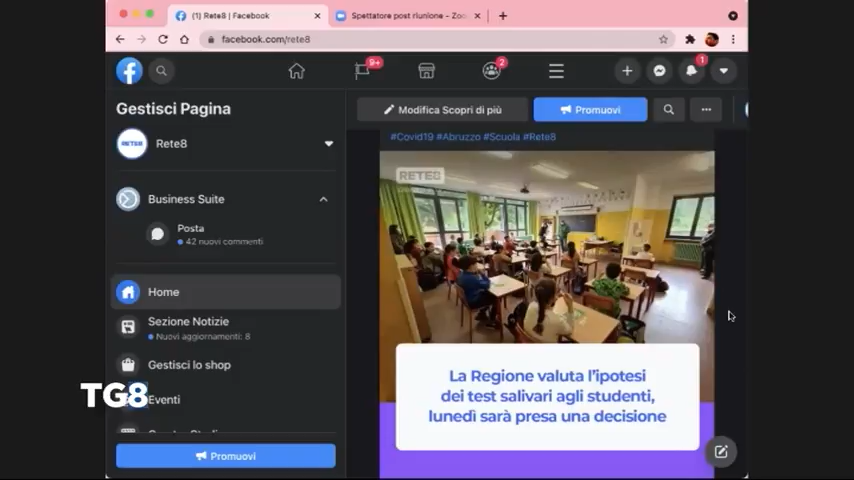 (1) Rete8 | Facebook
Spettatore post riunione - Zoo
facebook.com/rete8
9+
2
1
Gestisci Pagina
Modifica Scopri di più
Promuovi
RETE8
Rete8
#Covid19 #Abruzzo #Scuola #Rete8
RETE8
Business Suite
Posta
42 nuovi commenti
Home
Sezione Notizie
Nuovi aggiornamenti: 8
Gestisci lo shop
TG8
Eventi
Promuovi
La Regione valuta l'ipotesi
dei test salivari agli studenti,
lunedì sarà presa una decisione